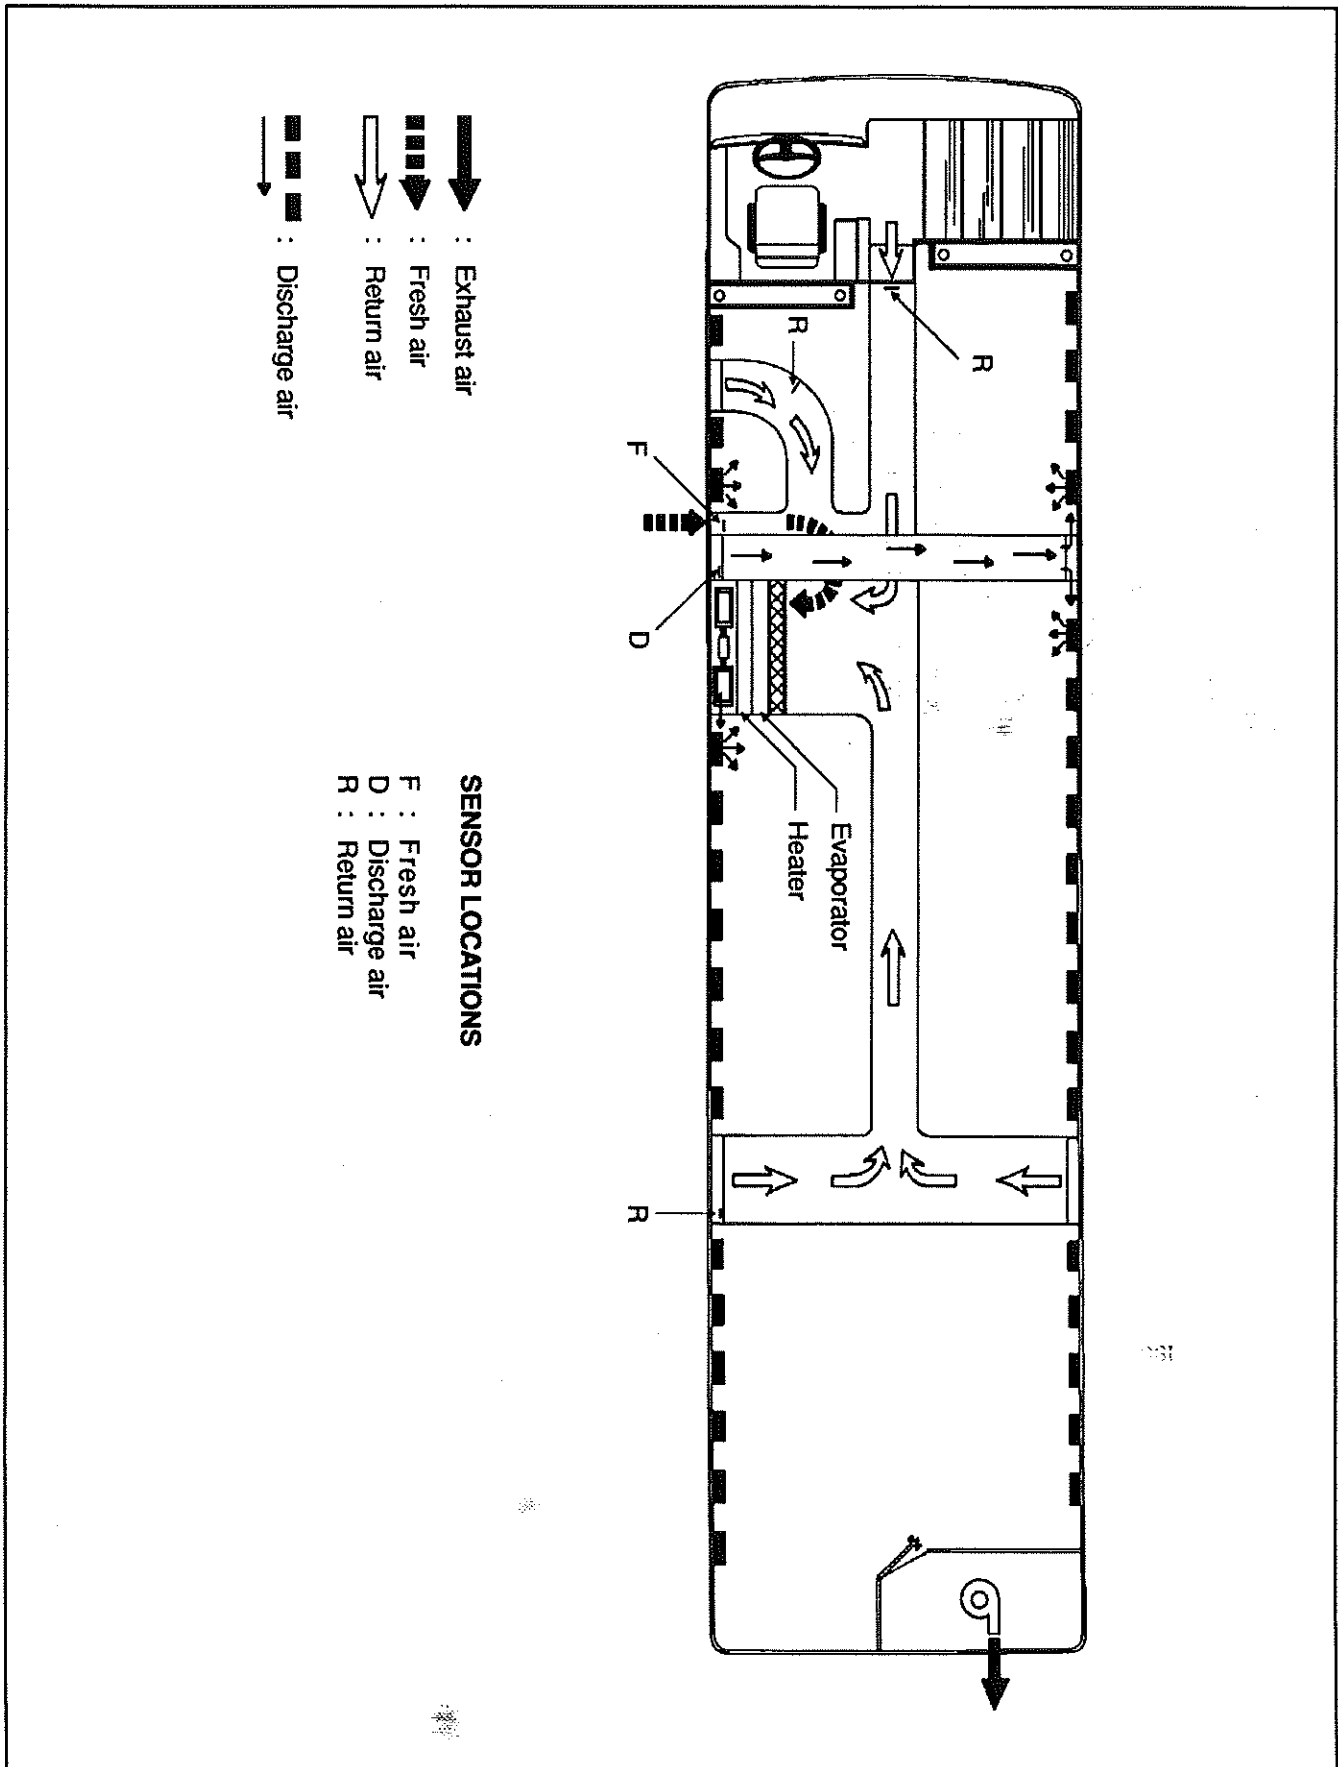 R
R
F
D
Evaporator
Heater
R
: Exhaust air
: Fresh air
: Return air
: Discharge air
SENSOR LOCATIONS
F : Fresh air
D : Discharge air
R : Return air